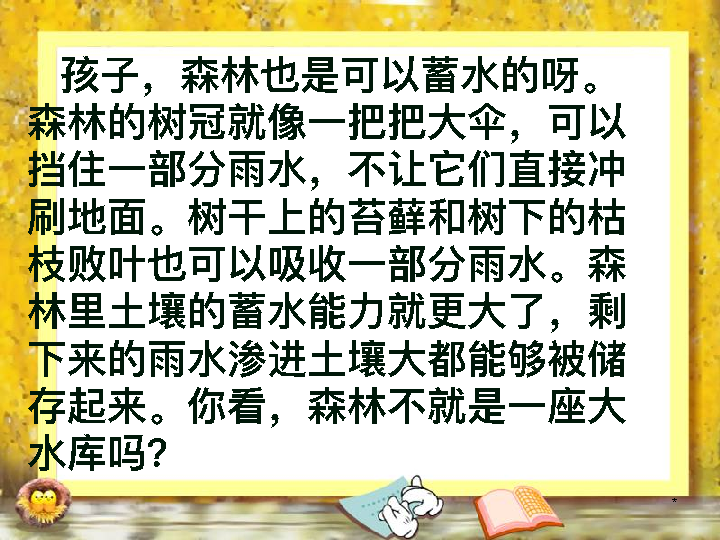 孩子，森林也是可以蓄水的呀。
森林的树冠就像一把把大伞，可以
挡住一部分雨水，不让它们直接冲
刷地面。树干上的苔藓和树下的枯
枝败叶也可以吸收一部分雨水。森
林里土壤的蓄水能力就更大了，剩
下来的雨水渗进土壤大都能够被储
存起来。你看，森林不就是一座大
水库吗？
*